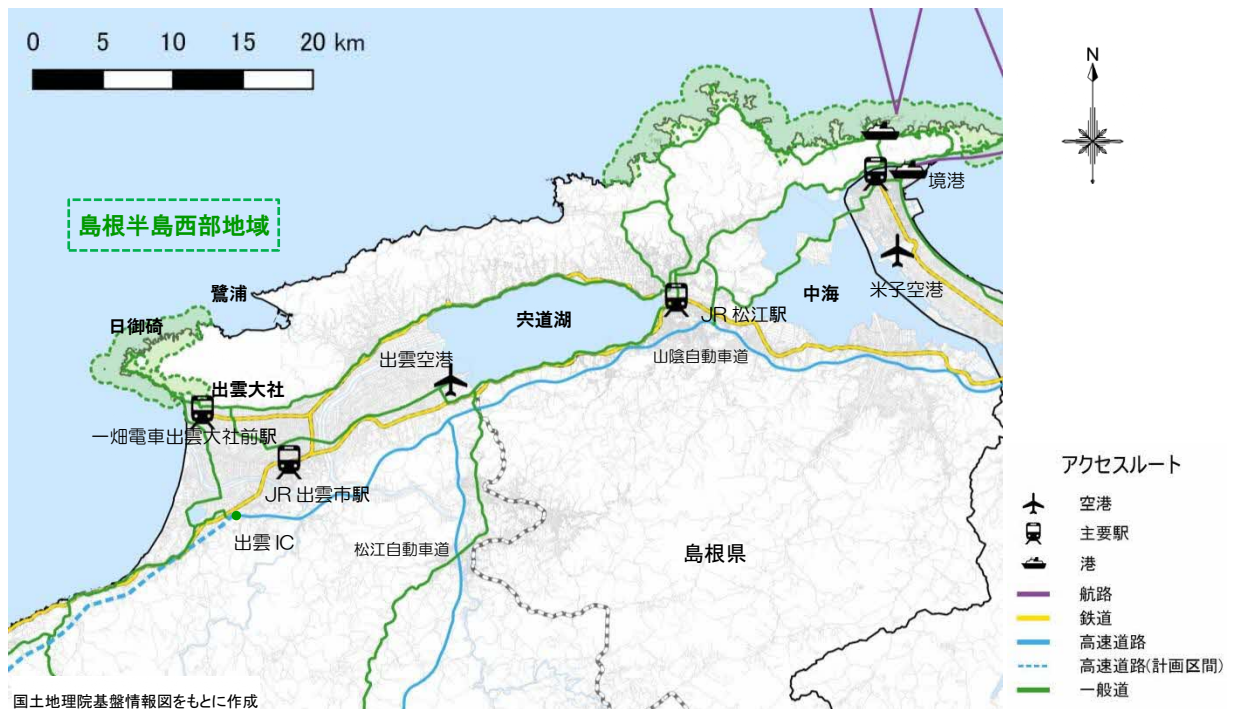 0 5 10 15 20 km
N
境港
島根半島西部地域
米子空港
鷺浦
中海
日御碕
宍道湖
JR 松江駅
出雲空港
山陰自動車道
出雲大社
一畑電車出雲大社前駅
JR 出雲市駅
出雲 IC
松江自動車道
島根県
国土地理院基盤情報図をもとに作成
アクセスルート
空港
主要駅
港
航路
鉄道
高速道路
高速道路(計画区間)
一般道